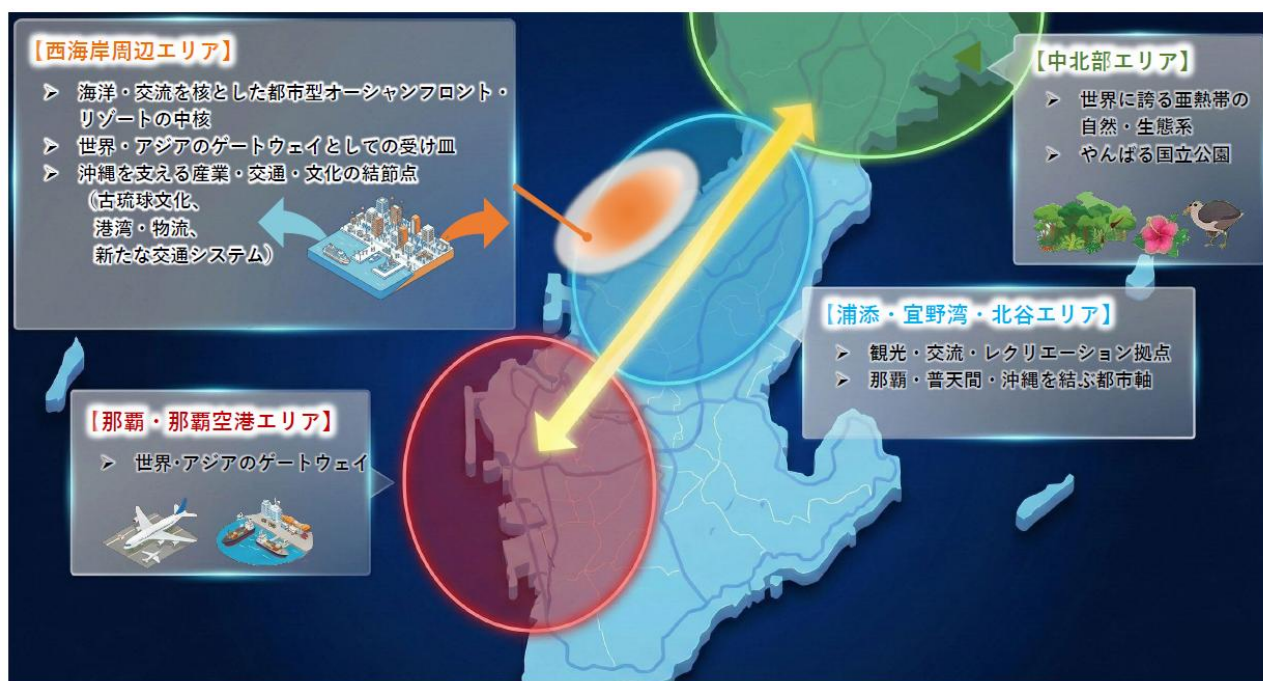 【西海岸周辺エリア】
➢ 海洋・交流を核とした都市型オーシャンフロント・
リゾートの中核
➢ 世界・アジアのゲートウェイとしての受け皿
➢ 沖縄を支える産業・交通・文化の結節点
（古琉球文化、
港湾・物流、
新たな交通システム）
【中北部エリア】
➢ 世界に誇る亜熱帯の
自然・生態系
➢ やんばる国立公園
【浦添・宜野湾・北谷エリア】
➢ 観光・交流・レクリエーション拠点
➢ 那覇・普天間・沖縄を結ぶ都市軸
【那覇・那覇空港エリア】
➢ 世界・アジアのゲートウェイ